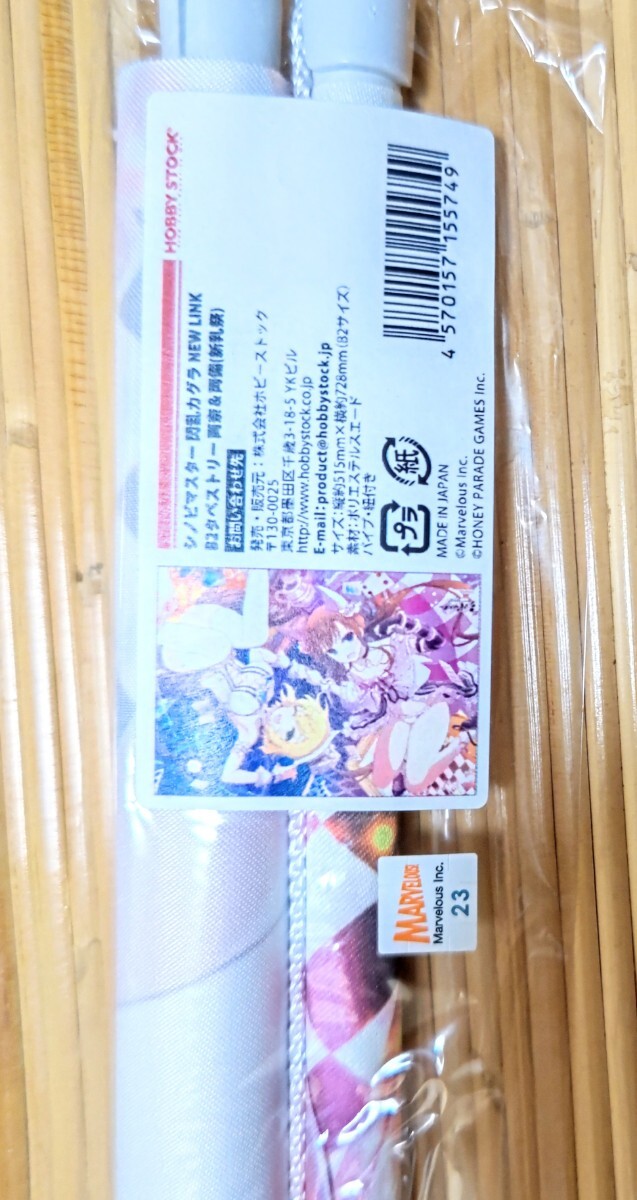 HOBBY STOCK
シノビマスター 閃乱カグラ NEW LINK
B2タペストリー 両奈＆両備(新乳祭)
お問い合わせ先
発売・販売元：株式会社ホビーストック
〒130-0025
東京都墨田区千歳3-18-5 YKビル
http://www.hobbystock.co.jp
E-mail:product@hobbystock.jp
サイズ:縦約515mm×横約728mm(B2サイズ)
素材:ポリエステルスエード
パイプ・紐付き
プラ
紙
MADE IN JAPAN
©Marvelous Inc.
©HONEY PARADE GAMES Inc.
4 570157 155749
MARVELOUS!
Marvelous Inc.
23